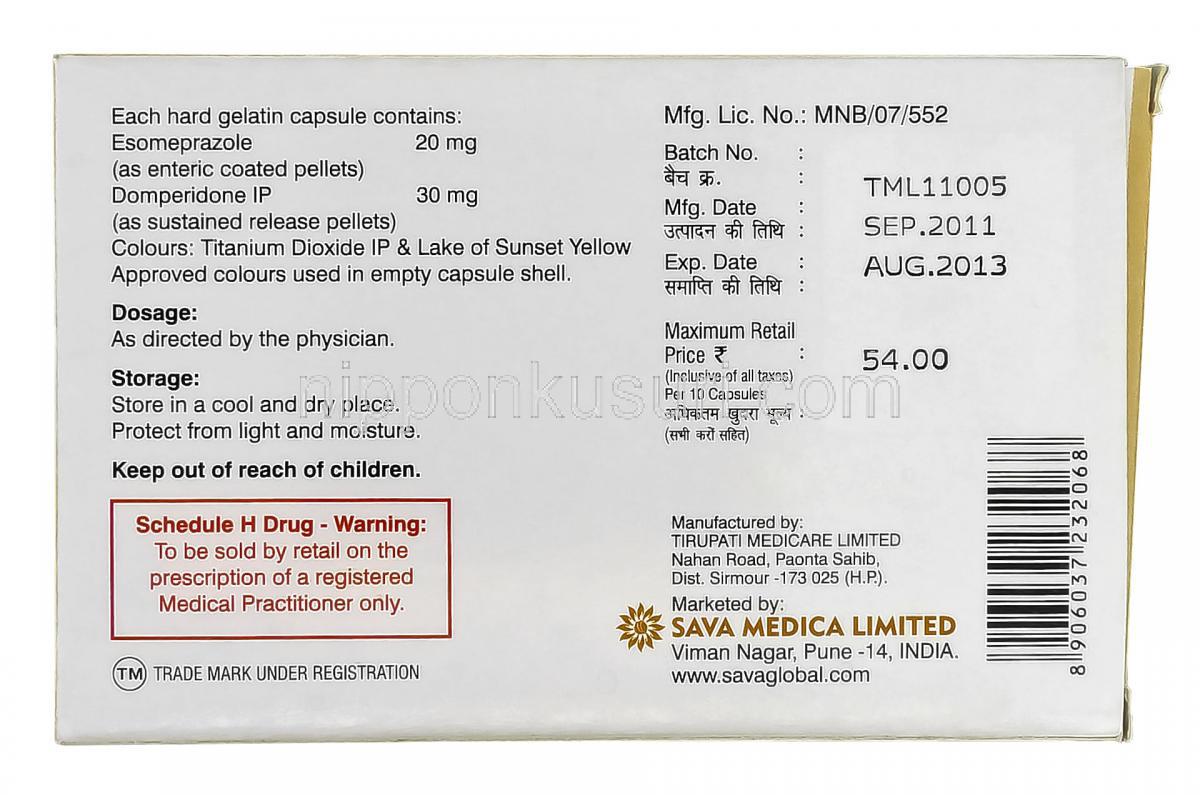 Each hard gelatin capsule contains:
Esomeprazole 20 mg
(as enteric coated pellets)
Domperidone IP 30 mg
(as sustained release pellets)
Colours: Titanium Dioxide IP & Lake of Sunset Yellow
Approved colours used in empty capsule shell.
Dosage:
As directed by the physician.
Storage:
Store in a cool and dry place.
Protect from light and moisture.
Keep out of reach of children.
Schedule H Drug - Warning:
To be sold by retail on the
prescription of a registered
Medical Practitioner only.
TM TRADE MARK UNDER REGISTRATION
Mfg. Lic. No.: MNB/07/552
Batch No. :
बैच क्र. : TML11005
Mfg. Date :
उत्पादन की तिथि : SEP.2011
Exp. Date : AUG.2013
समाप्ति की तिथि :
Maximum Retail
Price ₹ : 54.00
(Inclusive of all taxes)
Per 10 Capsules
अधिकतम खुदरा मूल्य :
(सभी करों सहित)
nipponkusuri.com
Manufactured by:
TIRUPATI MEDICARE LIMITED
Nahan Road, Paonta Sahib,
Dist. Sirmour -173 025 (H.P.).
Marketed by:
SAVA MEDICA LIMITED
Viman Nagar, Pune -14, INDIA.
www.savaglobal.com
8 906037 232068